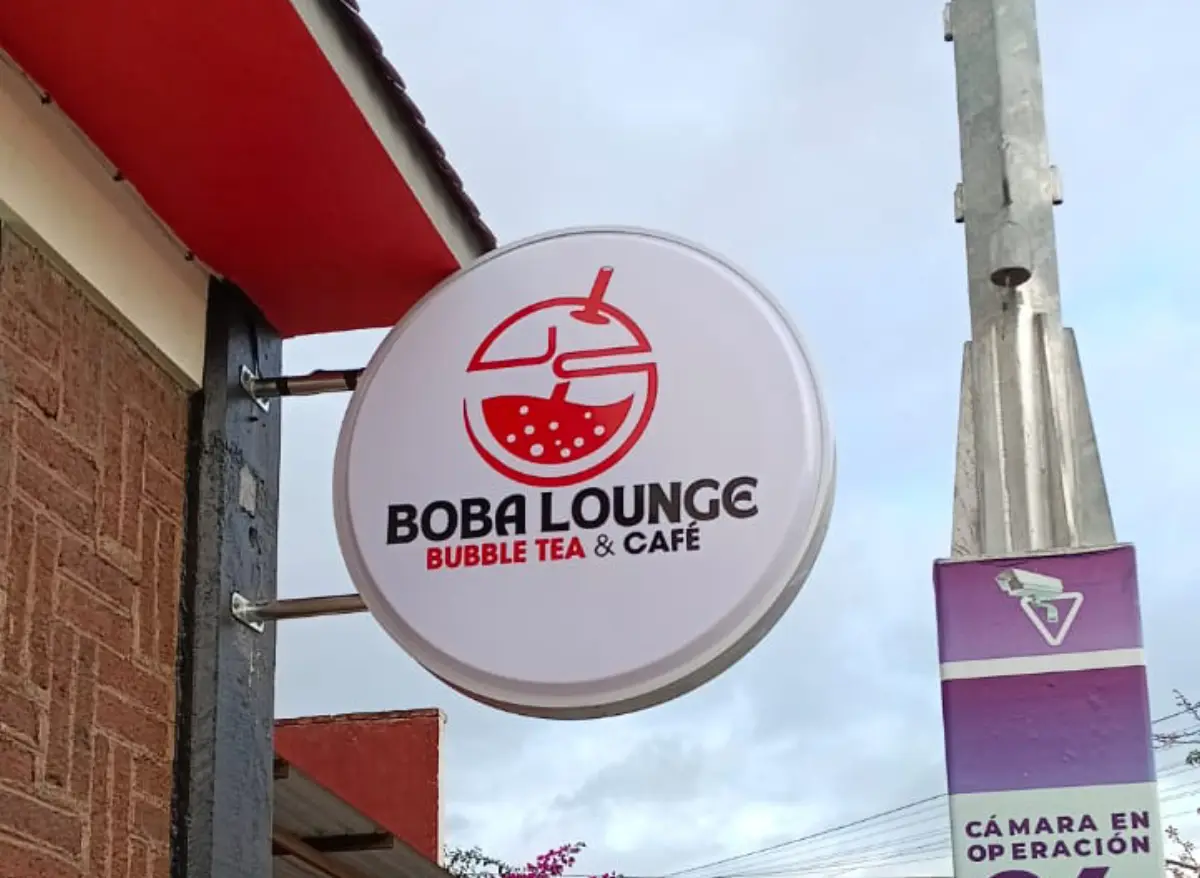 BOBA LOUNGE
BUBBLE TEA & CAFÉ
CÁMARA EN
OPERACIÓN